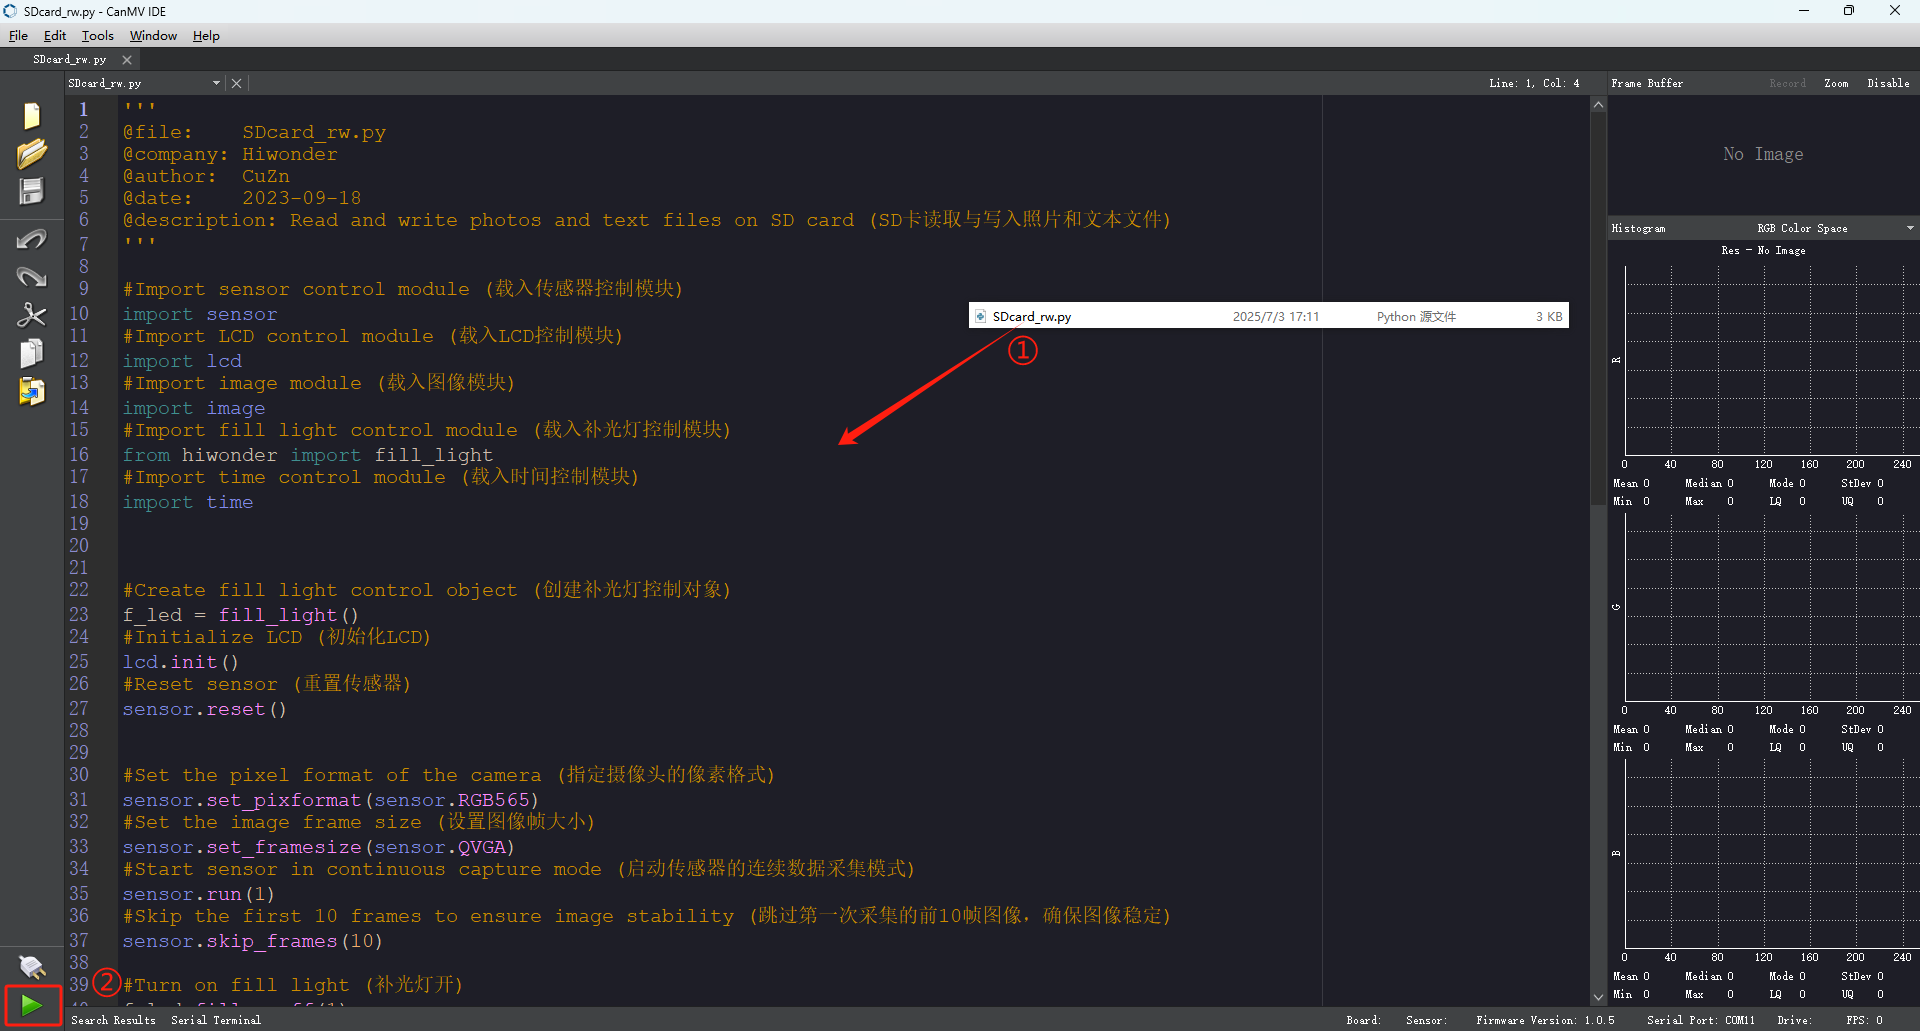 SDcard_rw.py - CanMV IDE
File Edit Tools Window Help
SDcard_rw.py
SDcard_rw.py Line: 1, Col: 4 Frame Buffer Record Zoom Disable
1 '''
2 @file: SDcard_rw.py
3 @company: Hiwonder
4 @author: CuZn
5 @date: 2023-09-18
6 @description: Read and write photos and text files on SD card (SD卡读取与写入照片和文本文件)
7 '''
8
9 #Import sensor control module (载入传感器控制模块)
10 import sensor
11 #Import LCD control module (载入LCD控制模块)
12 import lcd
13 #Import image module (载入图像模块)
14 import image
15 #Import fill light control module (载入补光灯控制模块)
16 from hiwonder import fill_light
17 #Import time control module (载入时间控制模块)
18 import time
19
20
21
22 #Create fill light control object (创建补光灯控制对象)
23 f_led = fill_light()
24 #Initialize LCD (初始化LCD)
25 lcd.init()
26 #Reset sensor (重置传感器)
27 sensor.reset()
28
29
30 #Set the pixel format of the camera (指定摄像头的像素格式)
31 sensor.set_pixformat(sensor.RGB565)
32 #Set the image frame size (设置图像帧大小)
33 sensor.set_framesize(sensor.QVGA)
34 #Start sensor in continuous capture mode (启动传感器的连续数据采集模式)
35 sensor.run(1)
36 #Skip the first 10 frames to ensure image stability (跳过第一次采集的前10帧图像，确保图像稳定)
37 sensor.skip_frames(10)
38
39 #Turn on fill light (补光灯开)
SDcard_rw.py 2025/7/3 17:11 Python 源文件 3 KB
①
②
No Image
Histogram RGB Color Space
Res - No Image
R
0 40 80 120 160 200 240
Mean 0 Median 0 Mode 0 StDev 0
Min 0 Max 0 LQ 0 UQ 0
G
0 40 80 120 160 200 240
Mean 0 Median 0 Mode 0 StDev 0
Min 0 Max 0 LQ 0 UQ 0
B
0 40 80 120 160 200 240
Mean 0 Median 0 Mode 0 StDev 0
Min 0 Max 0 LQ 0 UQ 0
Search Results Serial Terminal Board: Sensor: Firmware Version: 1.0.5 Serial Port: COM11 Drive: FPS: 0